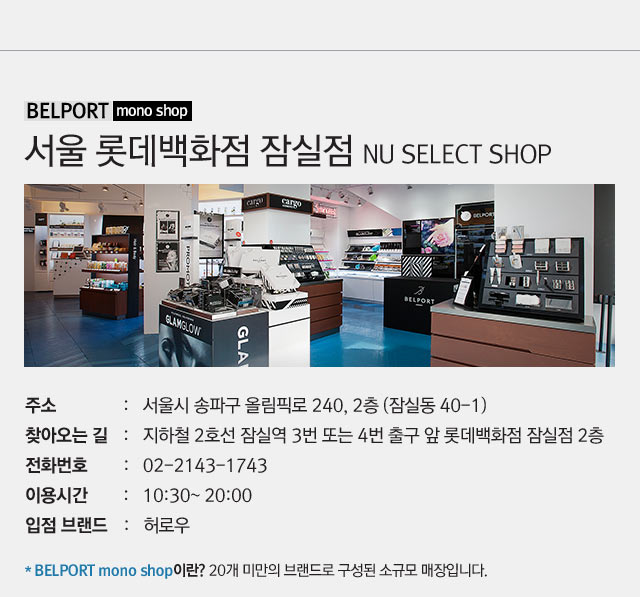 BELPORT mono shop
서울 롯데백화점 잠실점 NU SELECT SHOP
cargo
cargo
BELPORT
Hair & Body
PROMO
GLAMGLOW
GLA
BELPORT
주소 : 서울시 송파구 올림픽로 240, 2층 (잠실동 40-1)
찾아오는 길 : 지하철 2호선 잠실역 3번 또는 4번 출구 앞 롯데백화점 잠실점 2층
전화번호 : 02-2143-1743
이용시간 : 10:30~ 20:00
입점 브랜드 : 허로우
* BELPORT mono shop이란? 20개 미만의 브랜드로 구성된 소규모 매장입니다.